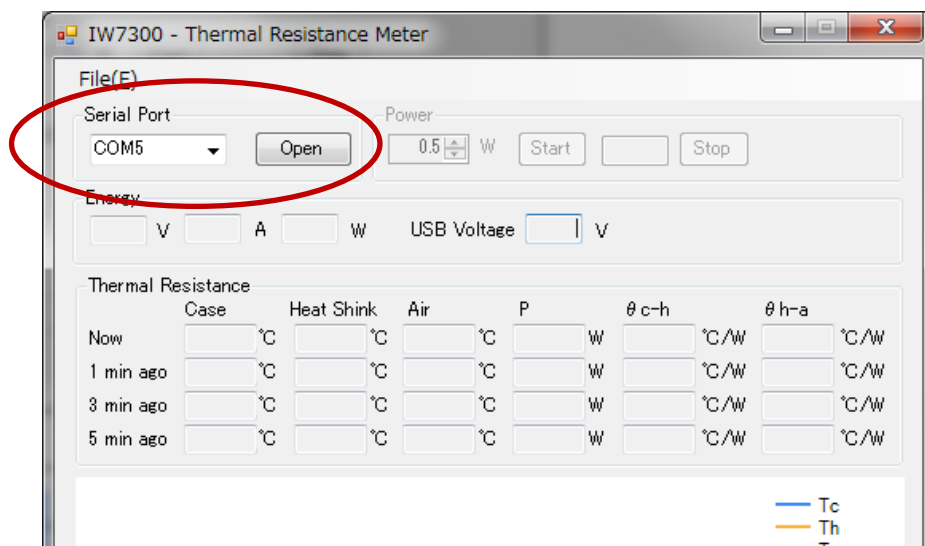 IW7300 - Thermal Resistance Meter
File(F)
Serial Port
Power
COM5 Open 0.5 W Start Stop
Energy
V A W USB Voltage V
Thermal Resistance
Case Heat Shink Air P θc-h θh-a
Now ℃ ℃ ℃ W ℃/W ℃/W
1 min ago ℃ ℃ ℃ W ℃/W ℃/W
3 min ago ℃ ℃ ℃ W ℃/W ℃/W
5 min ago ℃ ℃ ℃ W ℃/W ℃/W
Tc
Th